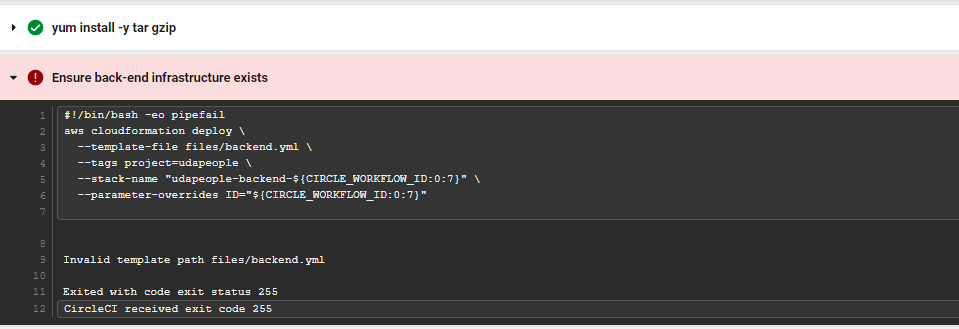 yum install -y tar gzip
Ensure back-end infrastructure exists
1 #!/bin/bash -eo pipefail
2 aws cloudformation deploy \
3 --template-file files/backend.yml \
4 --tags project=udapeople \
5 --stack-name "udapeople-backend-${CIRCLE_WORKFLOW_ID:0:7}" \
6 --parameter-overrides ID="${CIRCLE_WORKFLOW_ID:0:7}"
7
8
9 Invalid template path files/backend.yml
10
11 Exited with code exit status 255
12 CircleCI received exit code 255